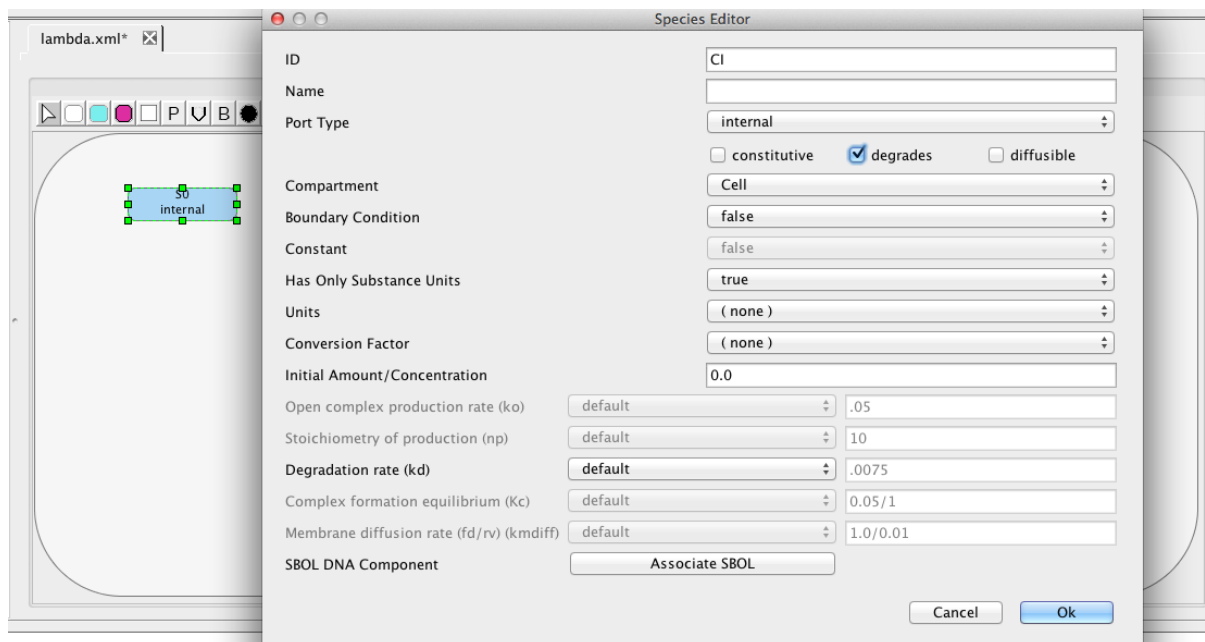 Species Editor
lambda.xml*
P V B
S0
internal
ID CI
Name
Port Type internal
constitutive degrades diffusible
Compartment Cell
Boundary Condition false
Constant false
Has Only Substance Units true
Units ( none )
Conversion Factor ( none )
Initial Amount/Concentration 0.0
Open complex production rate (ko) default .05
Stoichiometry of production (np) default 10
Degradation rate (kd) default .0075
Complex formation equilibrium (Kc) default 0.05/1
Membrane diffusion rate (fd/rv) (kmdiff) default 1.0/0.01
SBOL DNA Component Associate SBOL
Cancel Ok